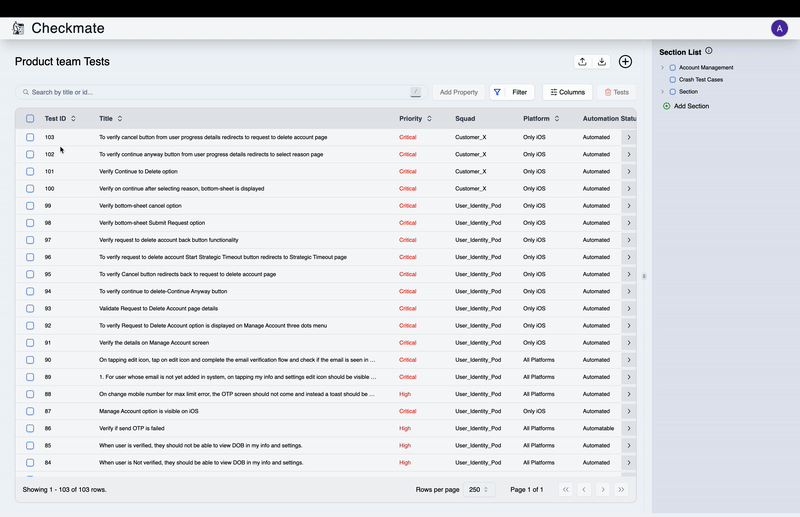 Checkmate
A
Product team Tests
Search by title or id...
/
Add Property
Filter
Columns
Tests
Test ID
Title
Priority
Squad
Platform
Automation Statu
103 To verify cancel button from user progress details redirects to request to delete account page Critical Customer_X Only iOS Automated
102 To verify continue anyway button from user progress details redirects to select reason page Critical Customer_X Only iOS Automated
101 Verify Continue to Delete option Critical Customer_X Only iOS Automated
100 Verify on continue after selecting reason, bottom-sheet is displayed Critical Customer_X Only iOS Automated
99 Verify bottom-sheet cancel option Critical User_Identity_Pod Only iOS Automated
98 Verify bottom-sheet Submit Request option Critical User_Identity_Pod Only iOS Automated
97 Verify request to delete account back button functionality Critical User_Identity_Pod Only iOS Automated
96 To verify request to delete account Start Strategic Timeout button redirects to Strategic Timeout page Critical User_Identity_Pod Only iOS Automated
95 To verify Cancel button redirects back to request to delete account page Critical User_Identity_Pod Only iOS Automated
94 To verify continue to delete-Continue Anyway button Critical User_Identity_Pod Only iOS Automated
93 Validate Request to Delete Account page details Critical User_Identity_Pod Only iOS Automated
92 To verify Request to Delete Account option is displayed on Manage Account three dots menu Critical User_Identity_Pod Only iOS Automated
91 Verify the details on Manage Account screen Critical User_Identity_Pod Only iOS Automated
90 On tapping edit icon, tap on edit icon and complete the email verification flow and check if the email is seen in ... Critical User_Identity_Pod All Platforms Automated
89 1. For user whose email is not yet added in system, on tapping my info and settings edit icon should be visible ... Critical User_Identity_Pod All Platforms Automated
88 On change mobile number for max limit error, the OTP screen should not come and instead a toast should be ... High User_Identity_Pod All Platforms Automated
87 Manage Account option is visible on iOS Critical User_Identity_Pod Only iOS Automated
86 Verify if send OTP is failed High User_Identity_Pod All Platforms Automatable
85 When user is verified, they should not be able to view DOB in my info and settings. High User_Identity_Pod All Platforms Automated
84 When user is Not verified, they should be able to view DOB in my info and settings. High User_Identity_Pod All Platforms Automated
Showing 1 - 103 of 103 rows.
Rows per page 250
Page 1 of 1
Section List
Account Management
Crash Test Cases
Section
Add Section